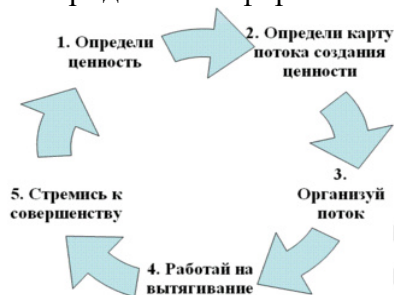 1. Определи
ценность
2. Определи карту
потока создания
ценности
3.
Организуй
поток
4. Работай на
вытягивание
5. Стремись к
совершенству